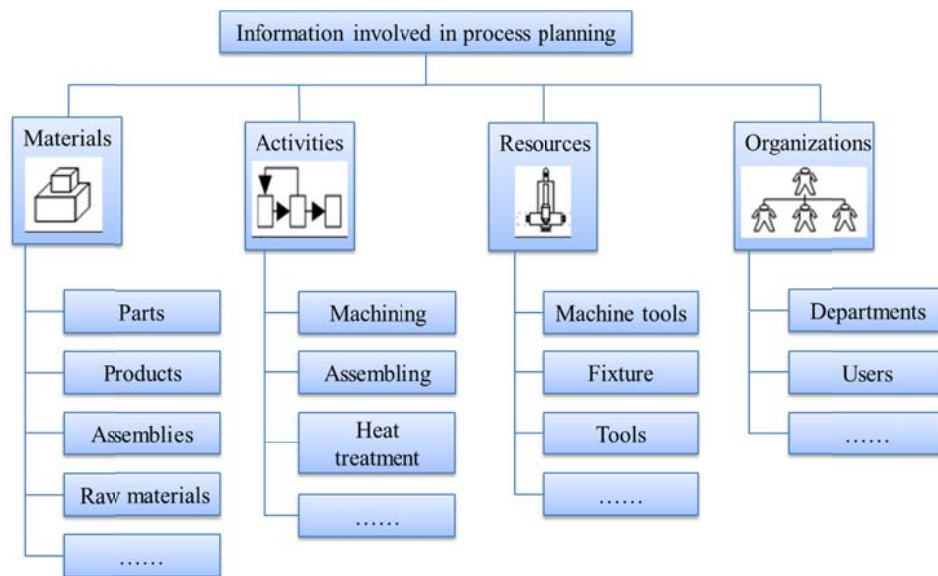 Information involved in process planning
Materials
Activities
Resources
Organizations
Parts
Products
Assemblies
Raw materials
……
Machining
Assembling
Heat
treatment
……
Machine tools
Fixture
Tools
……
Departments
Users
……